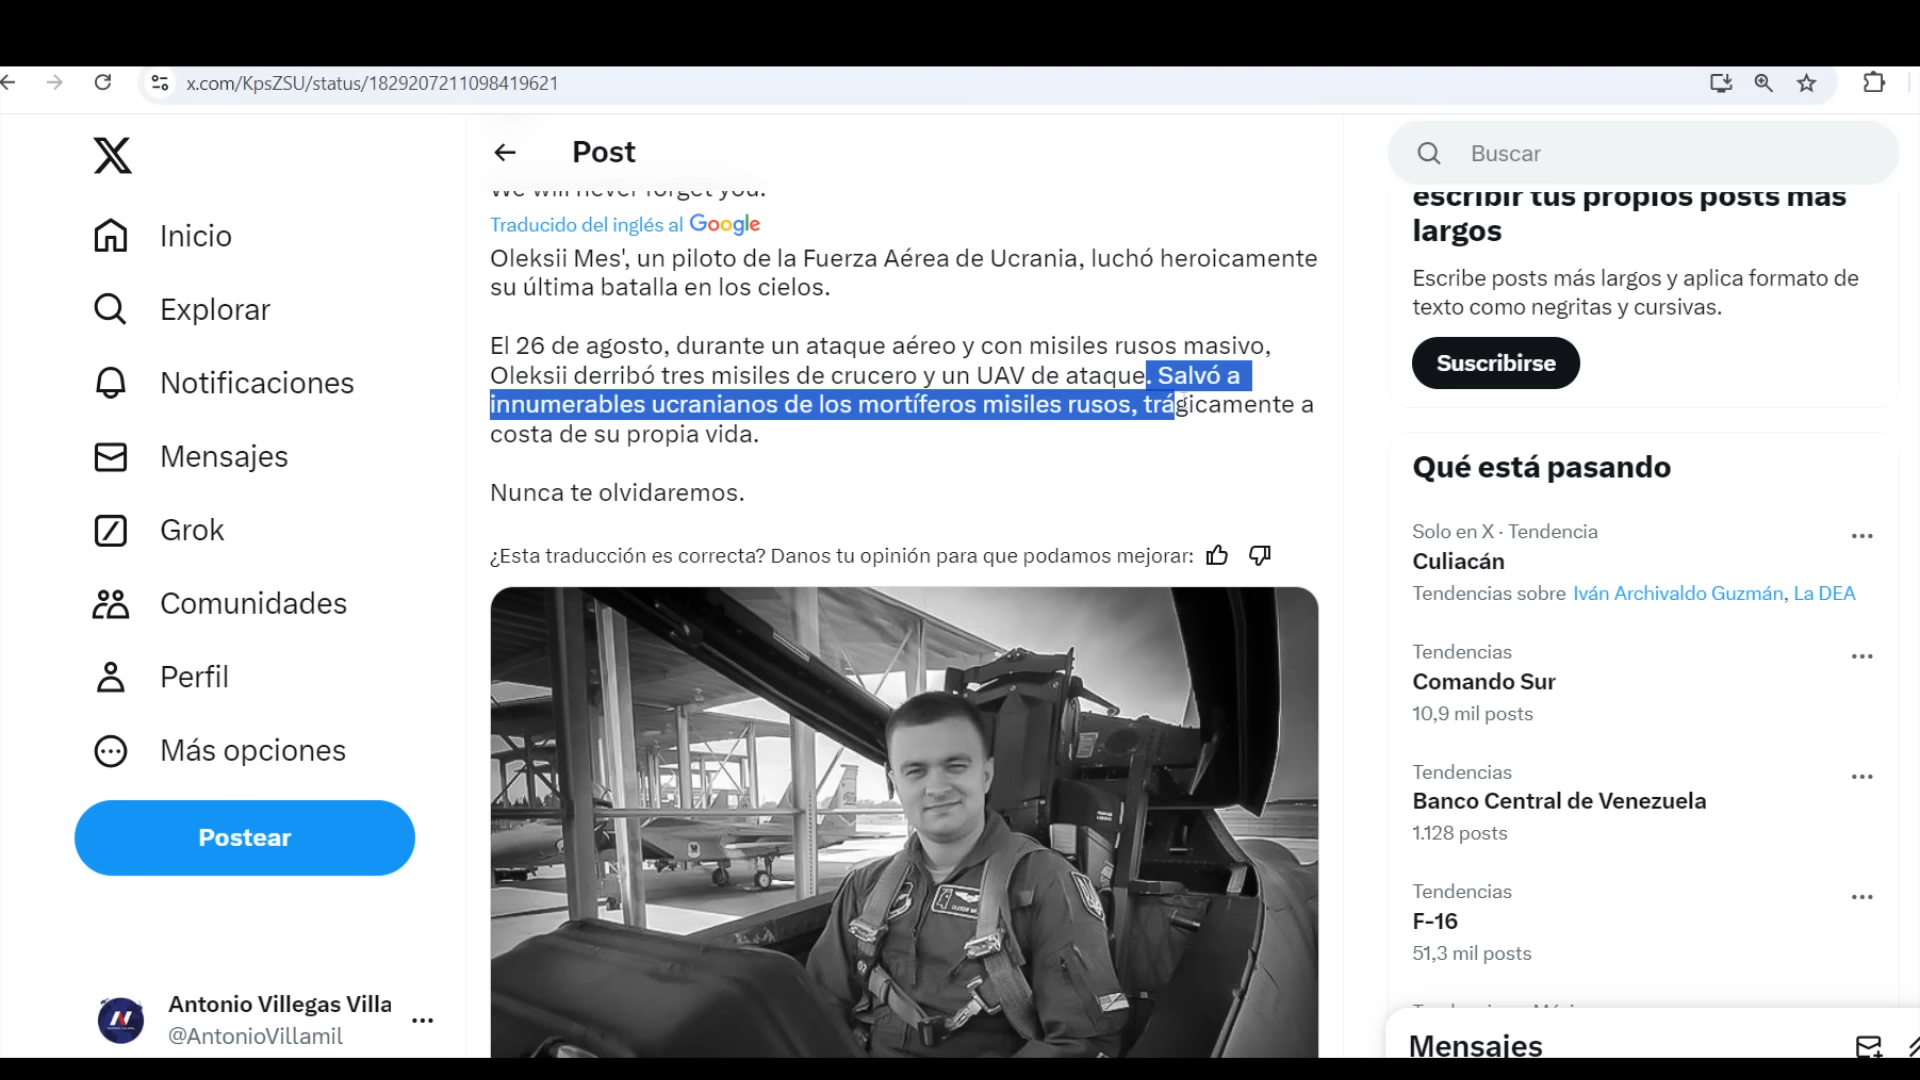 x.com/KpsZSU/status/1829207211098419621
Inicio
Explorar
Notificaciones
Mensajes
Grok
Comunidades
Perfil
Más opciones
Postear
Antonio Villegas Villa
@AntonioVillamil
Post
We will never forget you.
Traducido del inglés al Google
Oleksii Mes', un piloto de la Fuerza Aérea de Ucrania, luchó heroicamente
su última batalla en los cielos.
El 26 de agosto, durante un ataque aéreo y con misiles rusos masivo,
Oleksii derribó tres misiles de crucero y un UAV de ataque. Salvó a
innumerables ucranianos de los mortíferos misiles rusos, trágicamente a
costa de su propia vida.
Nunca te olvidaremos.
¿Esta traducción es correcta? Danos tu opinión para que podamos mejorar:
Buscar
escribir tus propios posts más
largos
Escribe posts más largos y aplica formato de
texto como negritas y cursivas.
Suscribirse
Qué está pasando
Solo en X · Tendencia
Culiacán
Tendencias sobre Iván Archivaldo Guzmán, La DEA
Tendencias
Comando Sur
10,9 mil posts
Tendencias
Banco Central de Venezuela
1.128 posts
Tendencias
F-16
51,3 mil posts
Mensajes